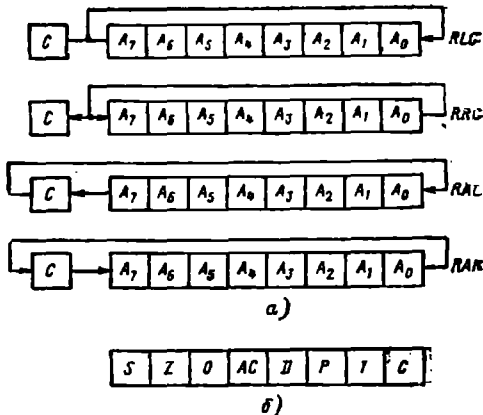 C A₇ A₆ A₅ A₄ A₃ A₂ A₁ A₀ RLC
C A₇ A₆ A₅ A₄ A₃ A₂ A₁ A₀ RRC
C A₇ A₆ A₅ A₄ A₃ A₂ A₁ A₀ RAL
C A₇ A₆ A₅ A₄ A₃ A₂ A₁ A₀ RAR
а)
S Z 0 AC 0 P 1 C
б)